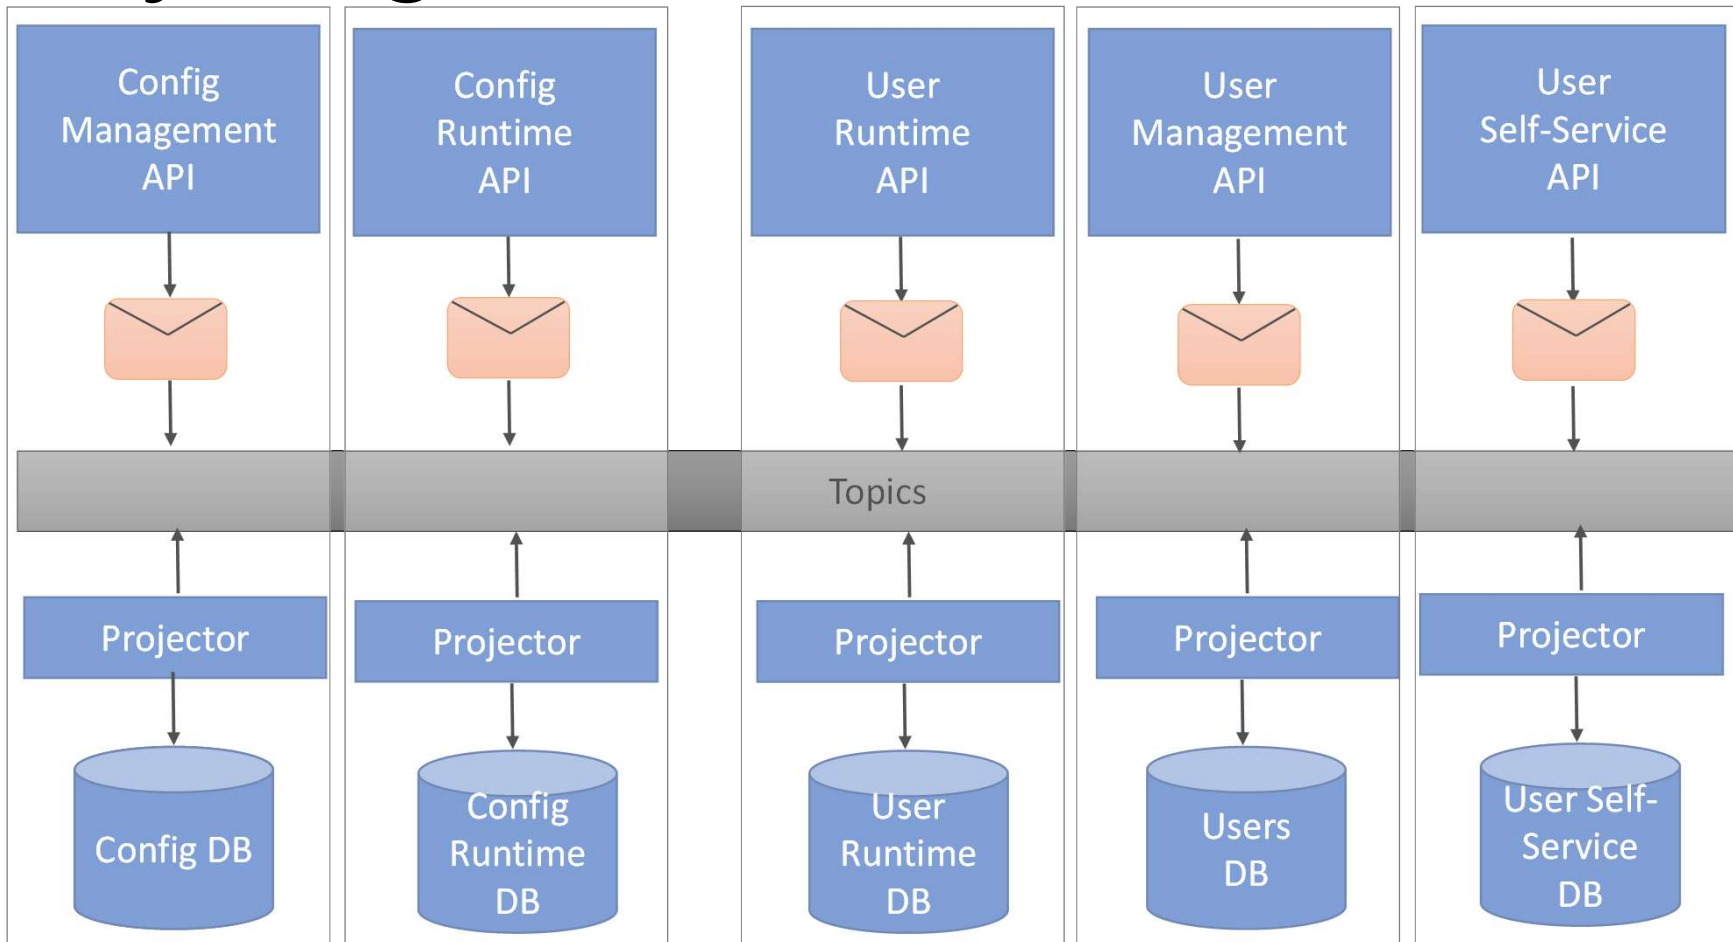 Config
Management
API
Config
Runtime
API
User
Runtime
API
User
Management
API
User
Self-Service
API
Topics
Projector
Projector
Projector
Projector
Projector
Config DB
Config
Runtime
DB
User
Runtime
DB
Users
DB
User Self-
Service
DB